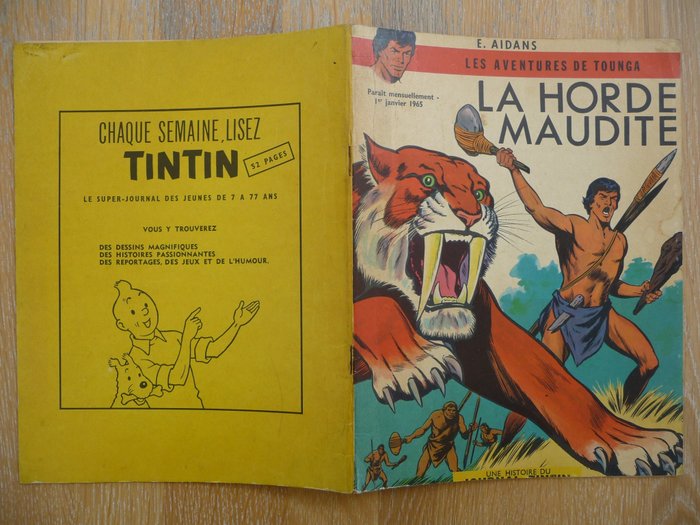 CHAQUE SEMAINE, LISEZ
TINTIN
52 PAGES
LE SUPER-JOURNAL DES JEUNES DE 7 A 77 ANS
VOUS Y TROUVEREZ
DES DESSINS MAGNIFIQUES
DES HISTOIRES PASSIONNANTES
DES REPORTAGES, DES JEUX ET DE L'HUMOUR.
E. AIDANS
LES AVENTURES DE TOUNGA
Paraît mensuellement -
1er janvier 1965
LA HORDE
MAUDITE
UNE HISTOIRE DU
JOURNAL TINTIN